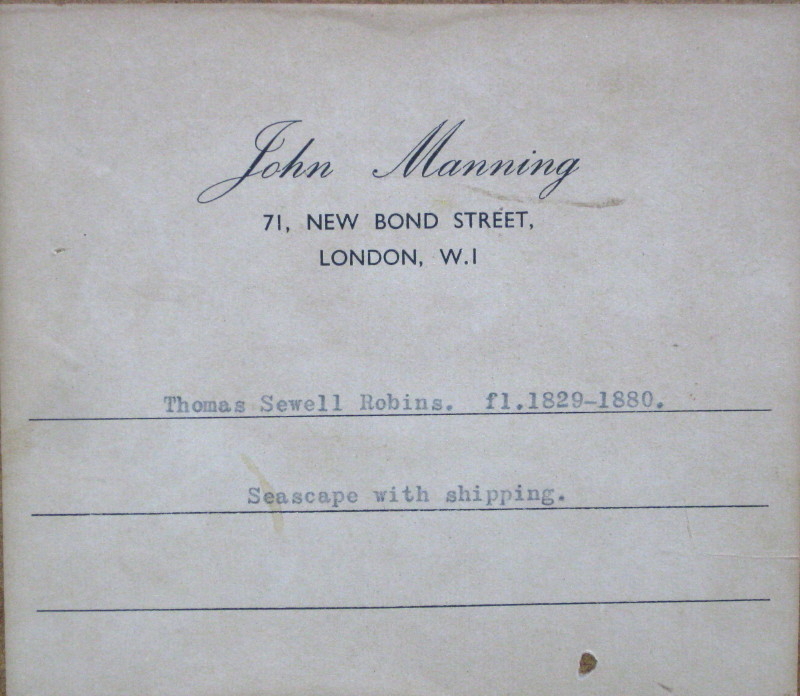 John Manning
71, NEW BOND STREET,
LONDON, W.1
Thomas Sewell Robins. fl.1829-1880.
Seascape with shipping.